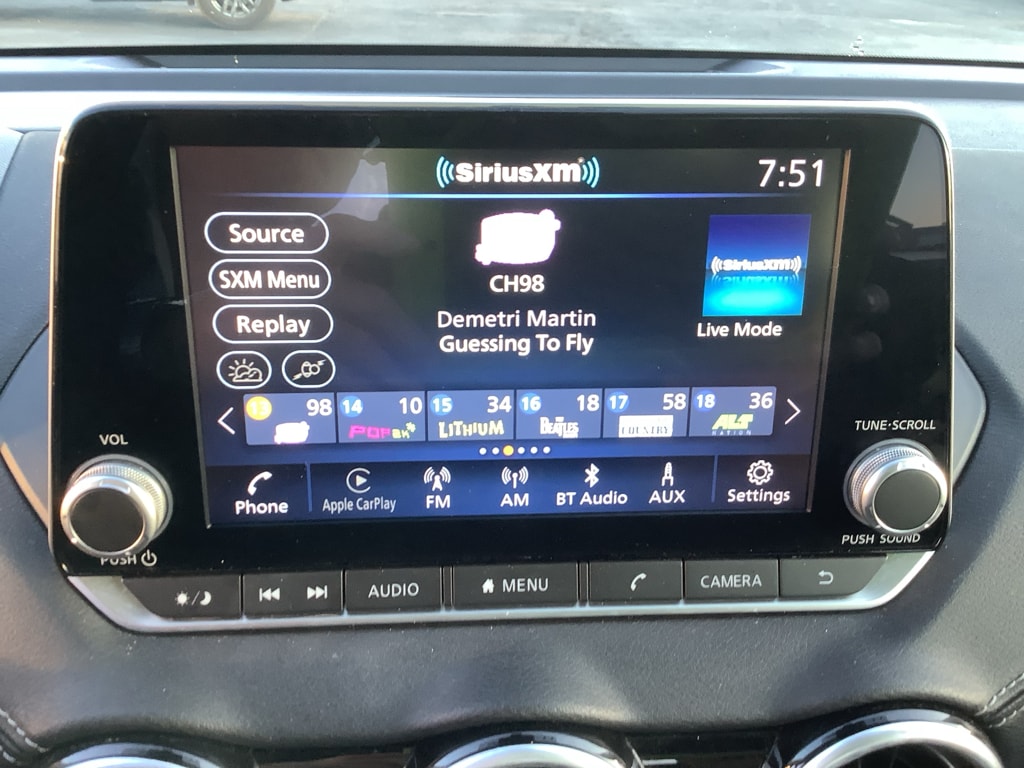 SiriusXM
7:51
Source
SXM Menu
Replay
CH98
Demetri Martin
Guessing To Fly
SiriusXM
Live Mode
13 98
14 10
POP2K
15 34
LITHIUM
16 18
THE BEATLES
17 58
COUNTRY
18 36
ALT NATION
Phone
Apple CarPlay
FM
AM
BT Audio
AUX
Settings
VOL
PUSH
TUNE·SCROLL
PUSH SOUND
AUDIO
MENU
CAMERA